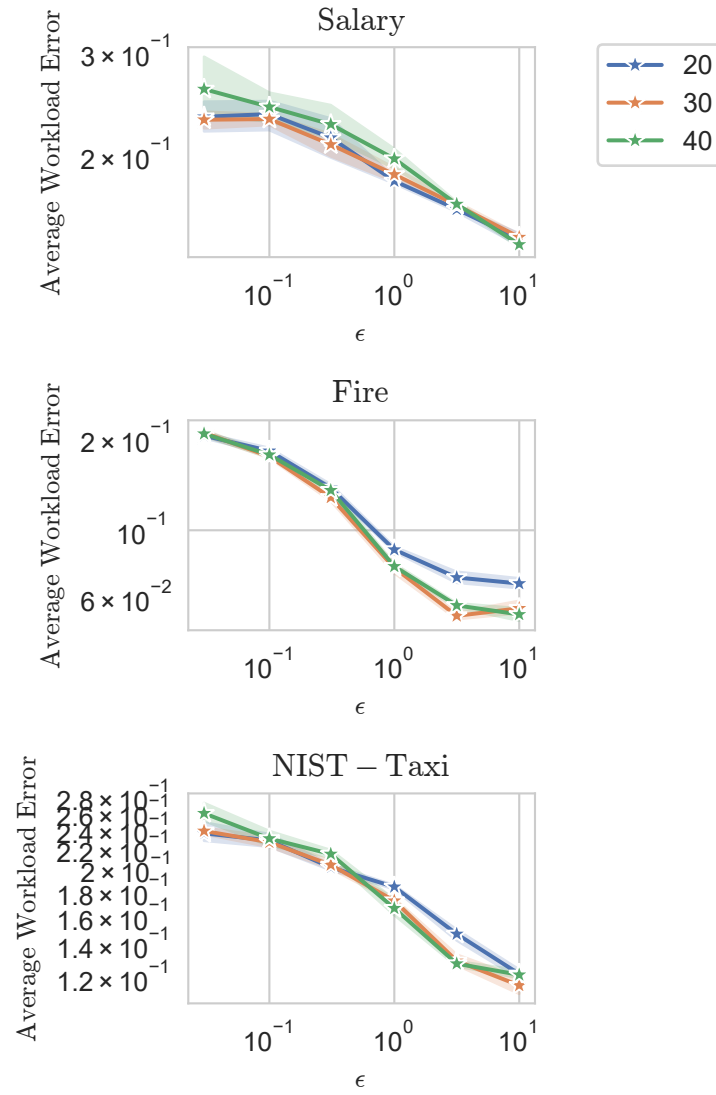 Salary
Average Workload Error
3 × 10⁻¹
2 × 10⁻¹
10⁻¹ 10⁰ 10¹
ϵ
20
30
40
Fire
Average Workload Error
2 × 10⁻¹
10⁻¹
6 × 10⁻²
10⁻¹ 10⁰ 10¹
ϵ
NIST − Taxi
Average Workload Error
2.8 × 10⁻¹
2.6 × 10⁻¹
2.4 × 10⁻¹
2.2 × 10⁻¹
2 × 10⁻¹
1.8 × 10⁻¹
1.6 × 10⁻¹
1.4 × 10⁻¹
1.2 × 10⁻¹
10⁻¹ 10⁰ 10¹
ϵ